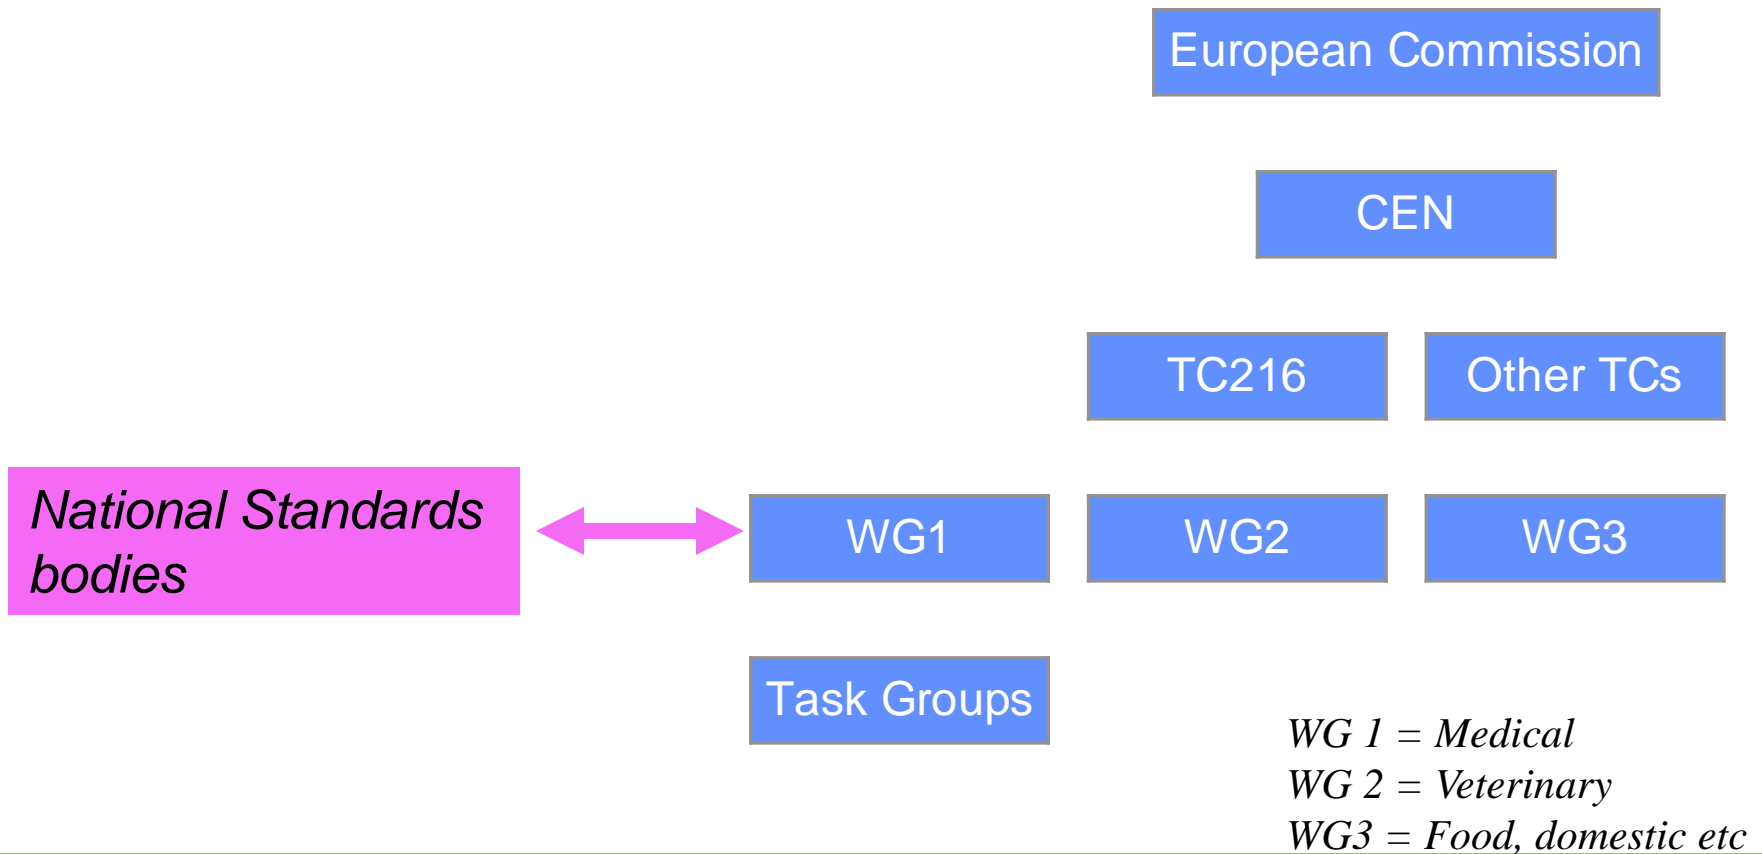 European Commission
CEN
TC216
Other TCs
National Standards
bodies
WG1
WG2
WG3
Task Groups
WG 1 = Medical
WG 2 = Veterinary
WG3 = Food, domestic etc